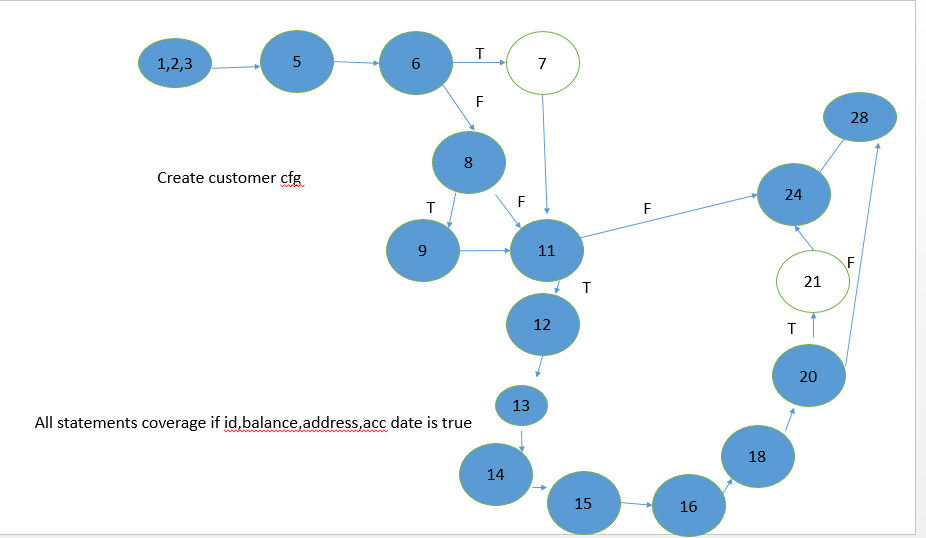 1,2,3
5
6
T
7
F
28
8
Create customer cfg
24
T
F
F
9
11
F
21
T
12
T
20
13
All statements coverage if id,balance,address,acc date is true
18
14
15
16